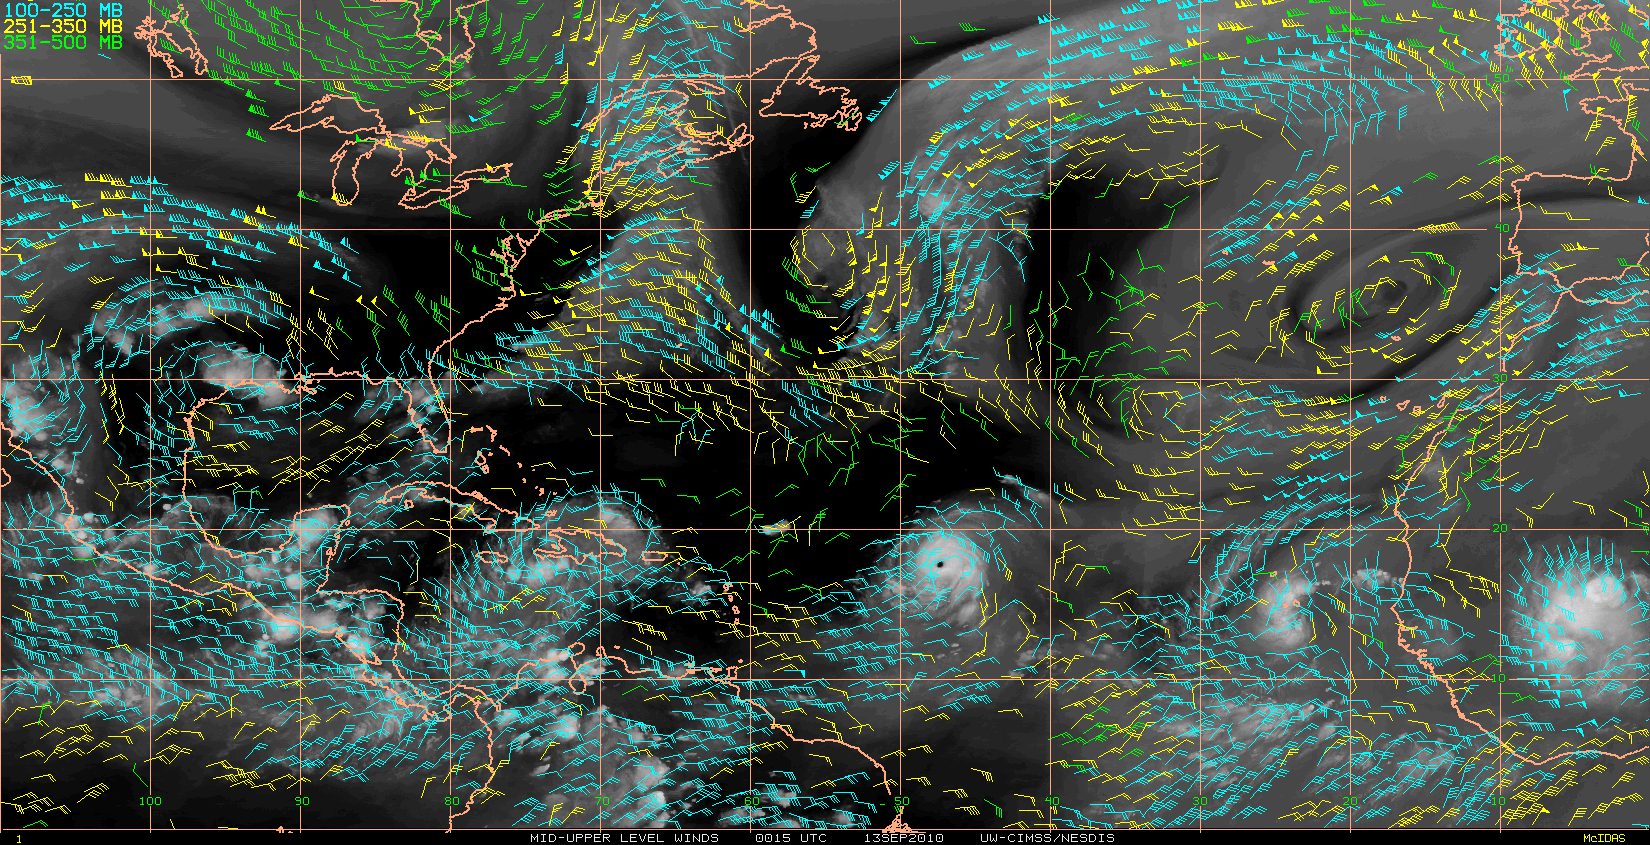 100-250 MB
251-350 MB
351-500 MB
50
40
30
20
10
100 90 80 70 60 50 40 30 20 10
1 MID-UPPER LEVEL WINDS 0015 UTC 13SEP2010 UW-CIMSS/NESDIS McIDAS